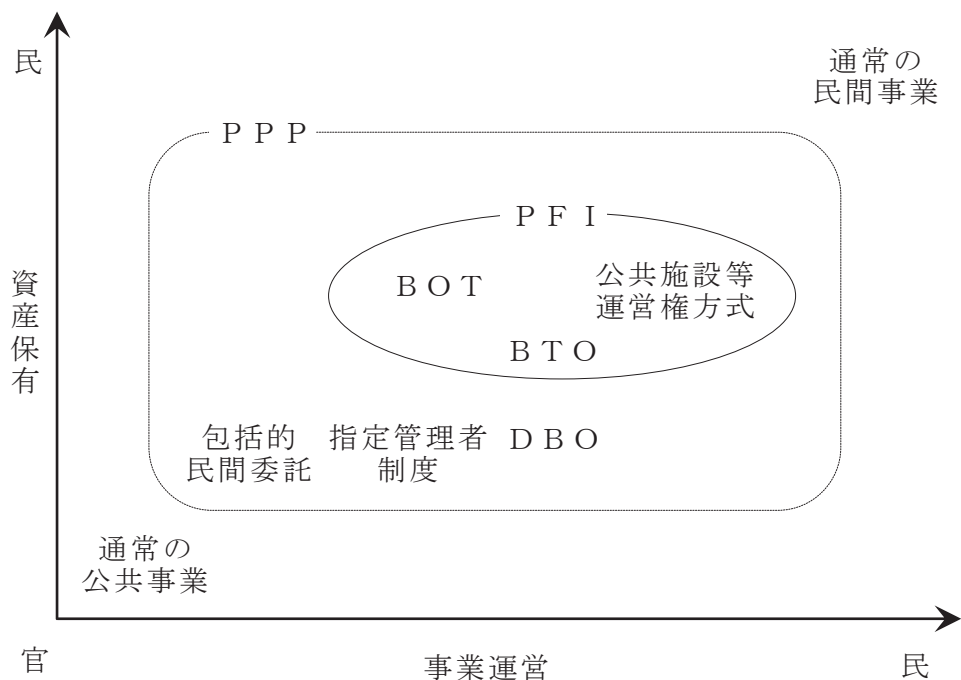 民
通常の
民間事業
ＰＰＰ
ＰＦＩ
ＢＯＴ
公共施設等
運営権方式
ＢＴＯ
資産保有
包括的
民間委託
指定管理者
制度
ＤＢＯ
通常の
公共事業
官
事業運営
民